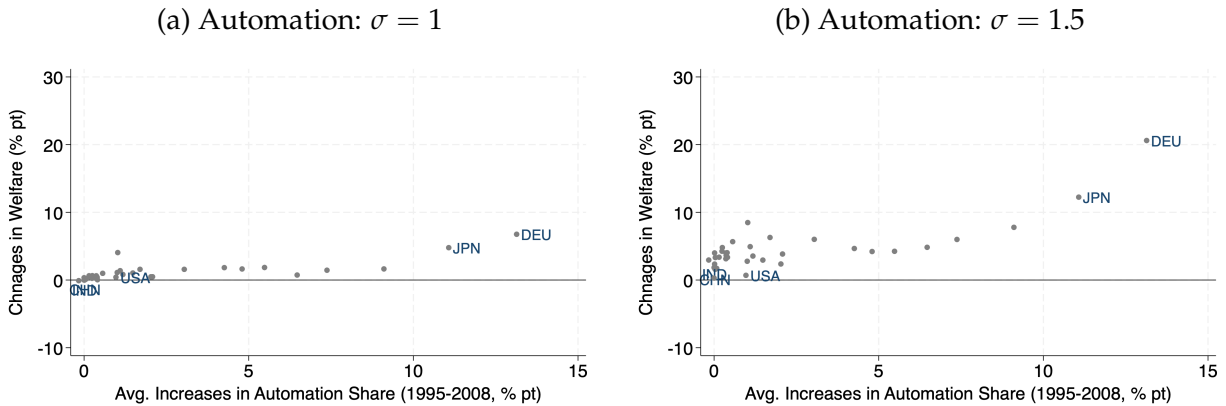 (a) Automation: σ = 1
30
20
10
0
-10
Chnages in Welfare (% pt)
DEU
JPN
USA
CHN
IND
0 5 10 15
Avg. Increases in Automation Share (1995-2008, % pt)
(b) Automation: σ = 1.5
30
20
10
0
-10
Chnages in Welfare (% pt)
DEU
JPN
IND
USA
CHN
0 5 10 15
Avg. Increases in Automation Share (1995-2008, % pt)